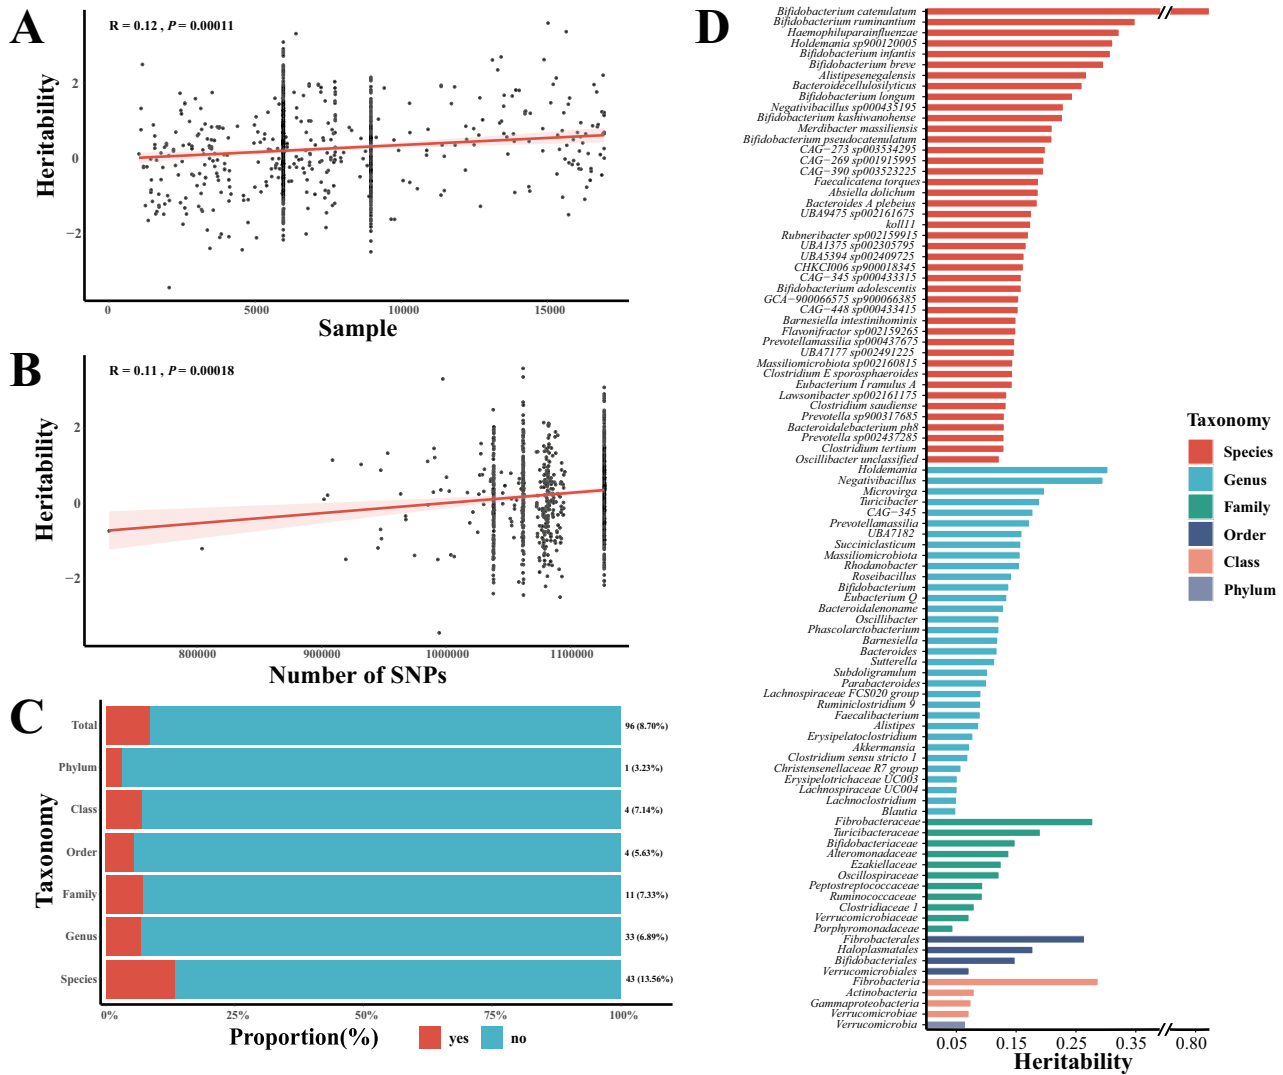 A
R = 0.12 , P = 0.00011
Heritability
2
0
−2
0
5000
10000
15000
Sample
B
R = 0.11 , P = 0.00018
Heritability
2
0
−2
800000
900000
1000000
1100000
Number of SNPs
C
Taxonomy
Total
96 (8.70%)
Phylum
1 (3.23%)
Class
4 (7.14%)
Order
4 (5.63%)
Family
11 (7.33%)
Genus
33 (6.89%)
Species
43 (13.56%)
0%
25%
50%
75%
100%
Proportion(%)
yes
no
D
Bifidobacterium catenulatum
Bifidobacterium ruminantium
Haemophiluparainfluenzae
Holdemania sp900120005
Bifidobacterium infantis
Bifidobacterium breve
Alistipesenegalensis
Bacteroidecellulosilyticus
Bifidobacterium longum
Negativibacillus sp000435195
Bifidobacterium kashiwanohense
Merdibacter massiliensis
Bifidobacterium pseudocatenulatum
CAG−273 sp003534295
CAG−269 sp001915995
CAG−390 sp003523225
Faecalicatena torques
Absiella dolichum
Bacteroides A plebeius
UBA9475 sp002161675
koll11
Rubneribacter sp002159915
UBA1375 sp002305795
UBA5394 sp002409725
CHKCI006 sp900018345
CAG−345 sp000433315
Bifidobacterium adolescentis
GCA−900066575 sp900066385
CAG−448 sp000433415
Barnesiella intestinihominis
Flavonifractor sp002159265
Prevotellamassilia sp000437675
UBA7177 sp002491225
Massiliomicrobiota sp002160815
Clostridium E sporosphaeroides
Eubacterium I ramulus A
Lawsonibacter sp002161175
Clostridium saudiense
Prevotella sp900317685
Bacteroidalebacterium ph8
Prevotella sp002437285
Clostridium tertium
Oscillibacter unclassified
Holdemania
Negativibacillus
Microvirga
Turicibacter
CAG−345
Prevotellamassilia
UBA7182
Succiniclasticum
Massiliomicrobiota
Rhodanobacter
Roseibacillus
Bifidobacterium
Eubacterium Q
Bacteroidalenoname
Oscillibacter
Phascolarctobacterium
Barnesiella
Bacteroides
Sutterella
Subdoligranulum
Parabacteroides
Lachnospiraceae FCS020 group
Ruminiclostridium 9
Faecalibacterium
Alistipes
Erysipelatoclostridium
Akkermansia
Clostridium sensu stricto 1
Christensenellaceae R7 group
Erysipelotrichaceae UC003
Lachnospiraceae UC004
Lachnoclostridium
Blautia
Fibrobacteraceae
Turicibacteraceae
Bifidobacteriaceae
Alteromonadaceae
Ezakiellaceae
Oscillospiraceae
Peptostreptococcaceae
Ruminococcaceae
Clostridiaceae 1
Verrucomicrobiaceae
Porphyromonadaceae
Fibrobacterales
Haloplasmatales
Bifidobacteriales
Verrucomicrobiales
Fibrobacteria
Actinobacteria
Gammaproteobacteria
Verrucomicrobiae
Verrucomicrobia
0.05
0.15
0.25
0.35
0.80
Heritability
Taxonomy
Species
Genus
Family
Order
Class
Phylum